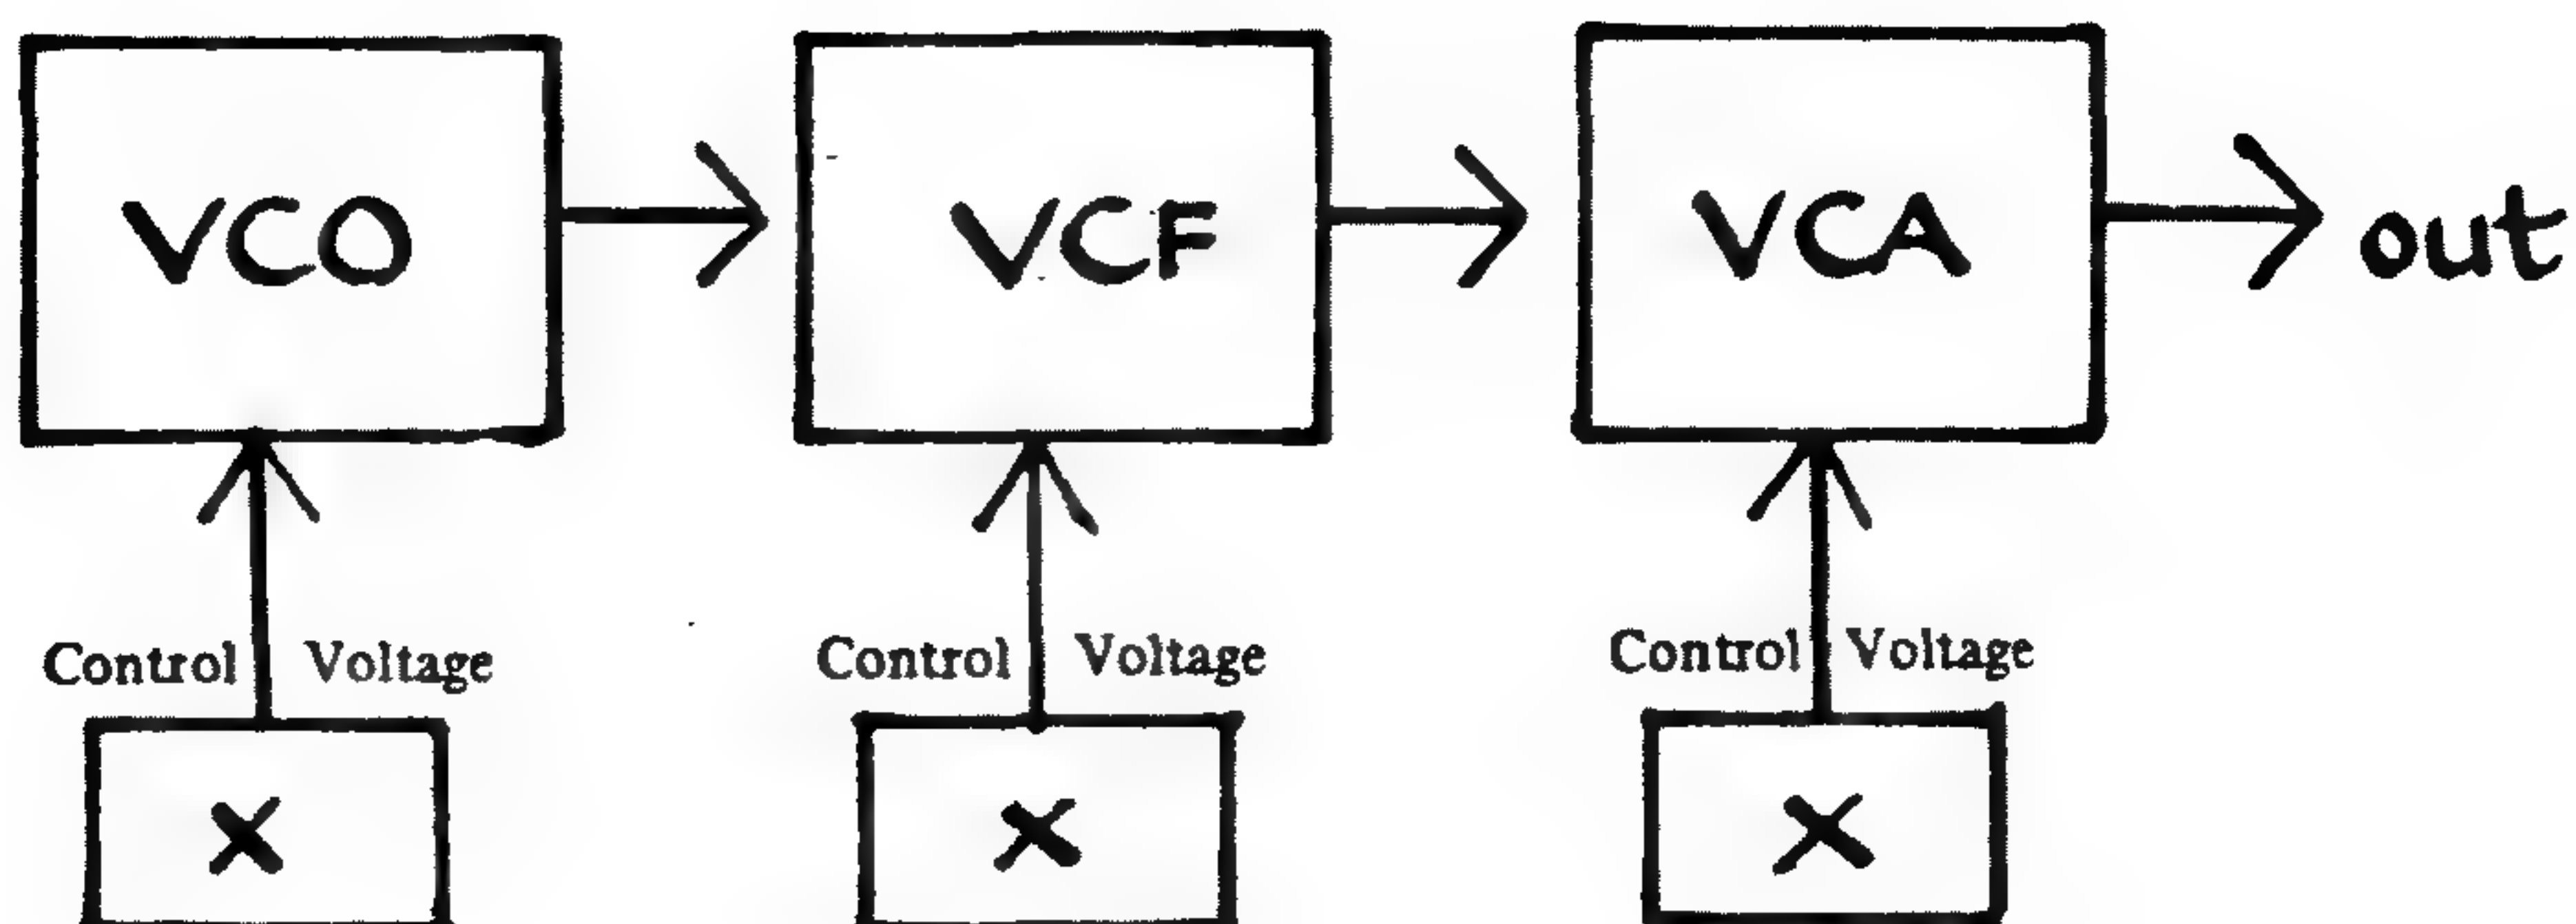 VCO VCF VCA out
Control Voltage Control Voltage Control Voltage
X X X